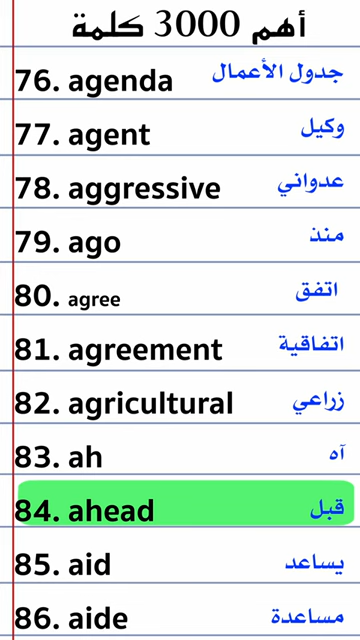 أهم 3000 كلمة
76. agenda جدول الأعمال
77. agent وكيل
78. aggressive عدواني
79. ago منذ
80. agree اتفق
81. agreement اتفاقية
82. agricultural زراعي
83. ah آه
84. ahead قبل
85. aid يساعد
86. aide مساعدة